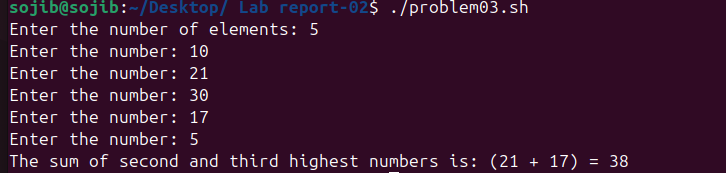 sojib@sojib:~/Desktop/ Lab report-02$ ./problem03.sh
Enter the number of elements: 5
Enter the number: 10
Enter the number: 21
Enter the number: 30
Enter the number: 17
Enter the number: 5
The sum of second and third highest numbers is: (21 + 17) = 38